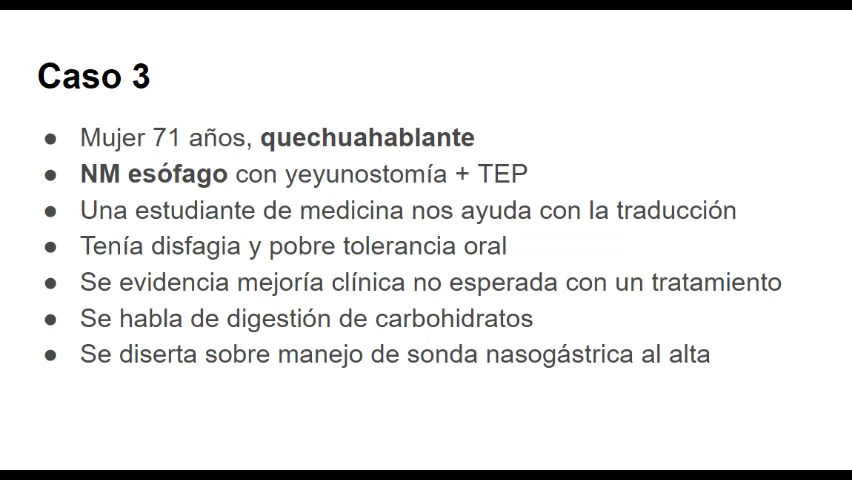 Caso 3
● Mujer 71 años, quechuahablante
● NM esófago con yeyunostomía + TEP
● Una estudiante de medicina nos ayuda con la traducción
● Tenía disfagia y pobre tolerancia oral
● Se evidencia mejoría clínica no esperada con un tratamiento
● Se habla de digestión de carbohidratos
● Se diserta sobre manejo de sonda nasogástrica al alta